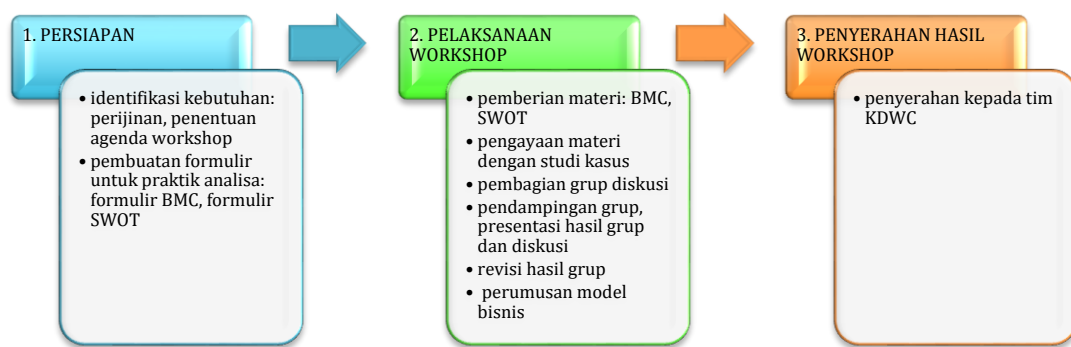 1. PERSIAPAN
• identifikasi kebutuhan:
perijinan, penentuan
agenda workshop
• pembuatan formulir
untuk praktik analisa:
formulir BMC, formulir
SWOT
2. PELAKSANAAN
WORKSHOP
• pemberian materi: BMC,
SWOT
• pengayaan materi
dengan studi kasus
• pembagian grup diskusi
• pendampingan grup,
presentasi hasil grup
dan diskusi
• revisi hasil grup
• perumusan model
bisnis
3. PENYERAHAN HASIL
WORKSHOP
• penyerahan kepada tim
KDWC